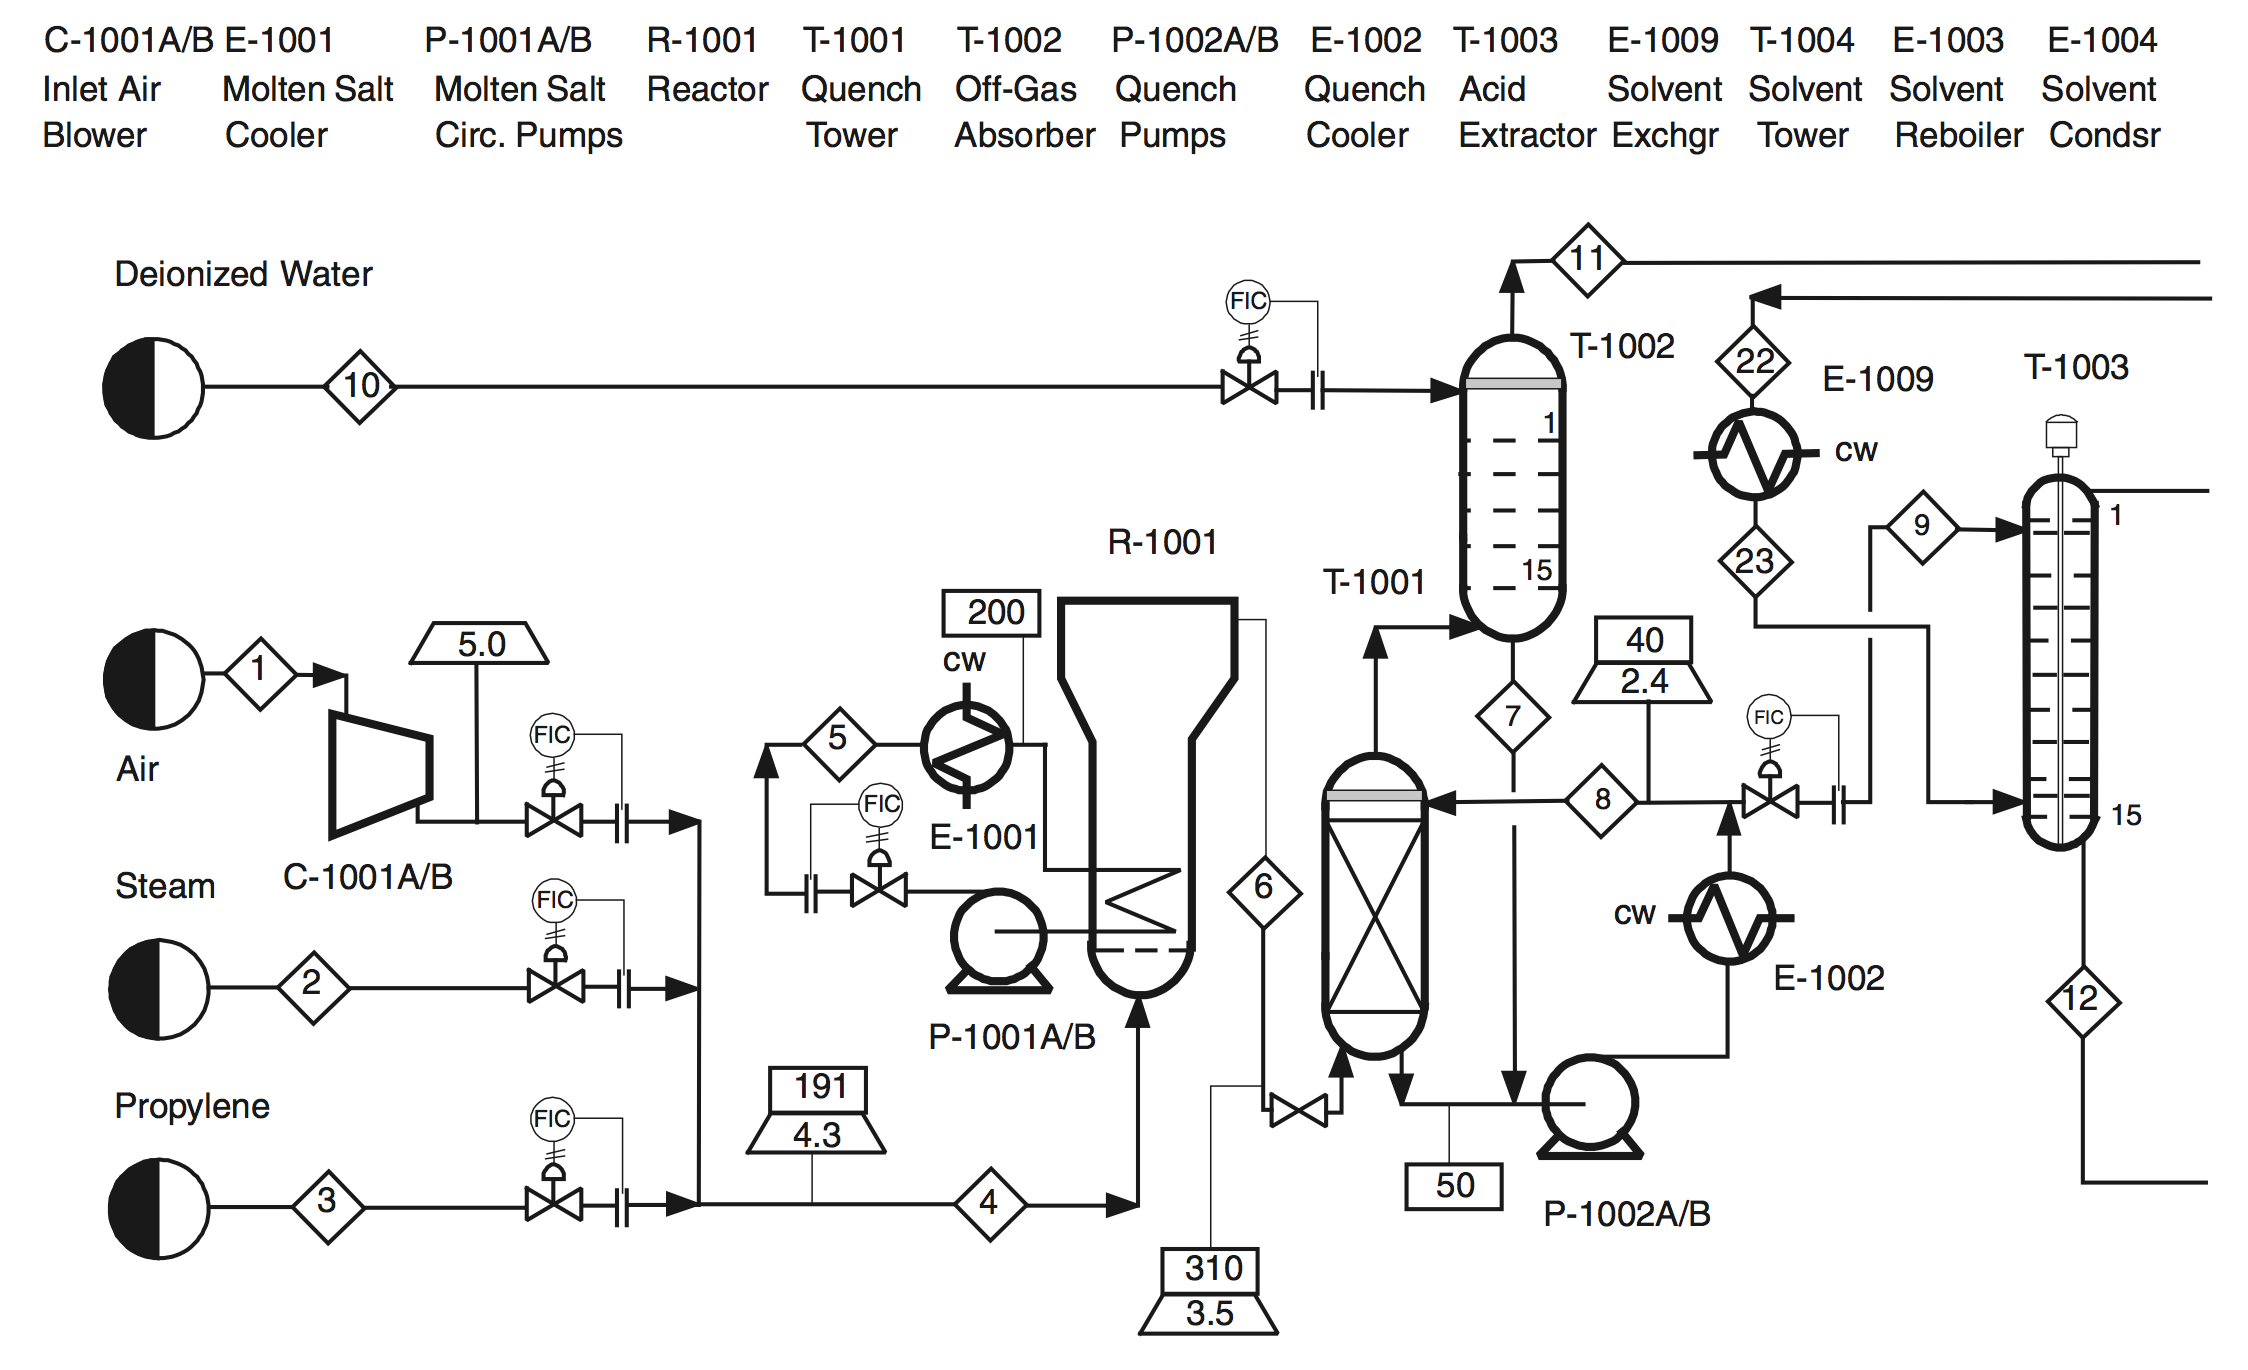 C-1001A/B E-1001 P-1001A/B R-1001 T-1001 T-1002 P-1002A/B E-1002 T-1003 E-1009 T-1004 E-1003 E-1004
Inlet Air Molten Salt Molten Salt Reactor Quench Off-Gas Quench Quench Acid Solvent Solvent Solvent Solvent
Blower Cooler Circ. Pumps Tower Absorber Pumps Cooler Extractor Exchgr Tower Reboiler Condsr
11
Deionized Water
FIC
T-1002
22
E-1009
T-1003
10
1
cw
R-1001
9
1
T-1001
15
23
200
40
5.0
cw
2.4
1
5
7
FIC
FIC
Air
FIC
8
15
E-1001
C-1001A/B
Steam
FIC
6
cw
2
E-1002
12
P-1001A/B
Propylene
191
FIC
4.3
50
3
4
P-1002A/B
310
3.5